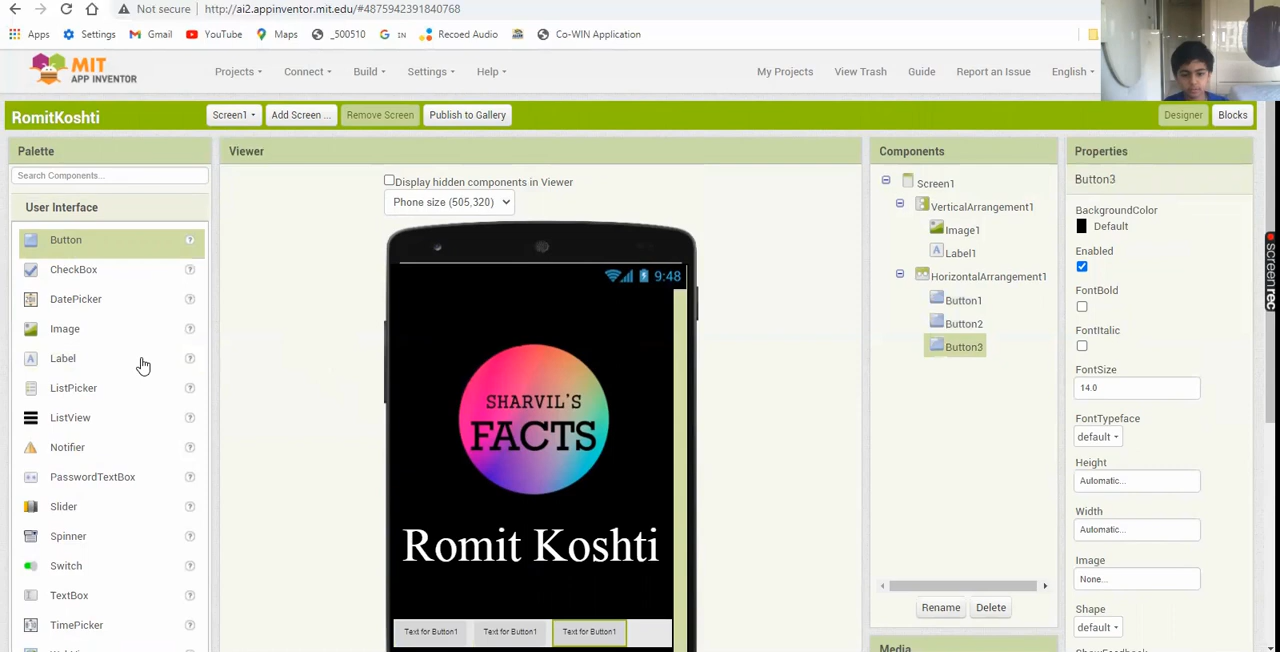 Not secure http://ai2.appinventor.mit.edu/#4875942391840768
Apps Settings Gmail YouTube Maps _500510 G IN Recoed Audio Co-WIN Application
MIT
APP INVENTOR
Projects Connect Build Settings Help My Projects View Trash Guide Report an Issue English
RomitKoshti Screen1 Add Screen ... Remove Screen Publish to Gallery Designer Blocks
Palette
Search Components...
User Interface
Button ?
CheckBox ?
DatePicker ?
Image ?
Label ?
ListPicker ?
ListView ?
Notifier ?
PasswordTextBox ?
Slider ?
Spinner ?
Switch ?
TextBox ?
TimePicker ?
Viewer
Display hidden components in Viewer
Phone size (505,320)
9:48
SHARVIL'S
FACTS
Romit Koshti
Text for Button1 Text for Button1 Text for Button1
Components
Screen1
VerticalArrangement1
Image1
Label1
HorizontalArrangement1
Button1
Button2
Button3
Rename Delete
Media
Properties
Button3
BackgroundColor
Default
Enabled
FontBold
FontItalic
FontSize
14.0
FontTypeface
default
Height
Automatic...
Width
Automatic...
Image
None...
Shape
default
ShowFeedback
screenrec